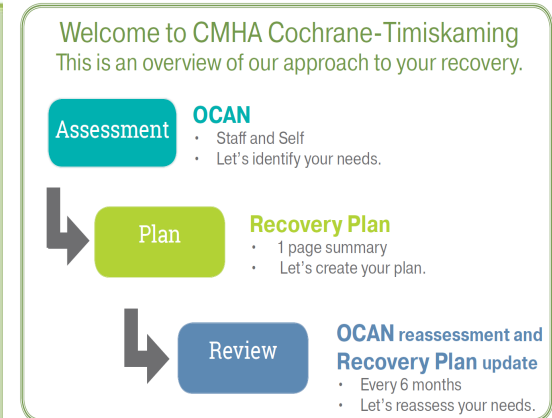 Welcome to CMHA Cochrane-Timiskaming
This is an overview of our approach to your recovery.
Assessment
OCAN
• Staff and Self
• Let's identify your needs.
Plan
Recovery Plan
• 1 page summary
• Let's create your plan.
Review
OCAN reassessment and
Recovery Plan update
• Every 6 months
• Let's reassess your needs.